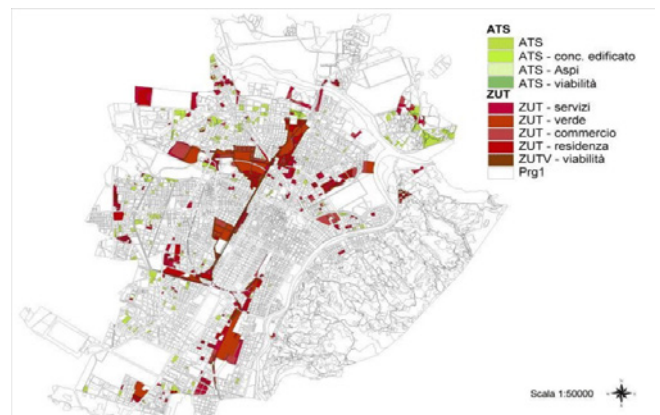 ATS
ATS
ATS - conc. edificato
ATS - Aspi
ATS - viabilità
ZUT
ZUT - servizi
ZUT - verde
ZUT - commercio
ZUT - residenza
ZUTV - viabilità
Prg1
Scala 1:50000